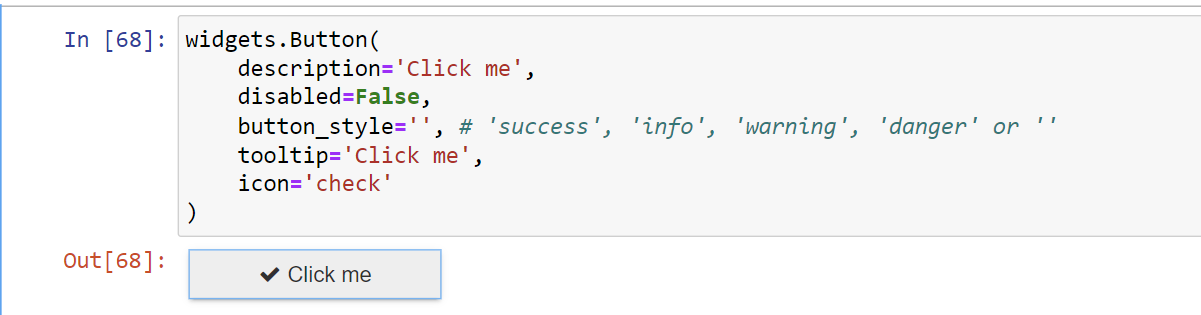 In [68]: widgets.Button(
    description='Click me',
    disabled=False,
    button_style='', # 'success', 'info', 'warning', 'danger' or ''
    tooltip='Click me',
    icon='check'
)
Out[68]:
Click me